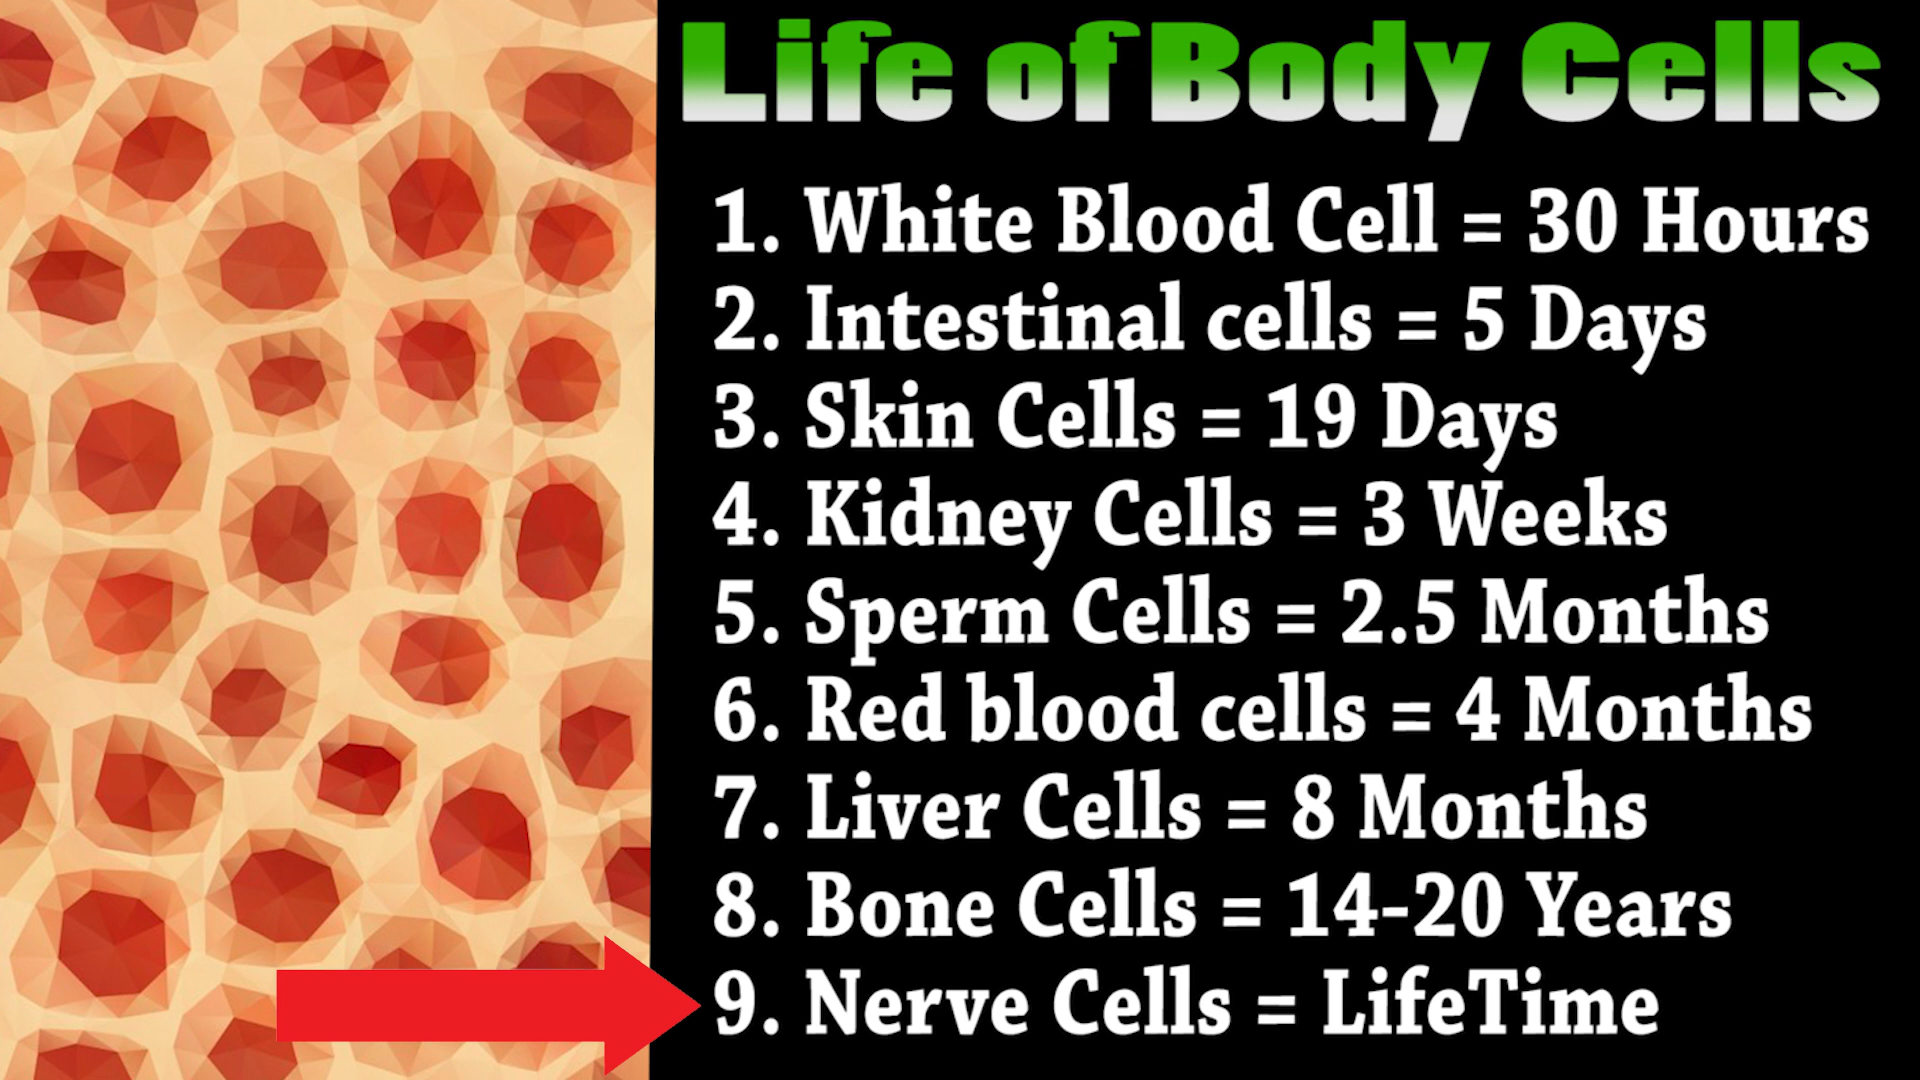 Life of Body Cells
1. White Blood Cell = 30 Hours
2. Intestinal cells = 5 Days
3. Skin Cells = 19 Days
4. Kidney Cells = 3 Weeks
5. Sperm Cells = 2.5 Months
6. Red blood cells = 4 Months
7. Liver Cells = 8 Months
8. Bone Cells = 14-20 Years
9. Nerve Cells = LifeTime